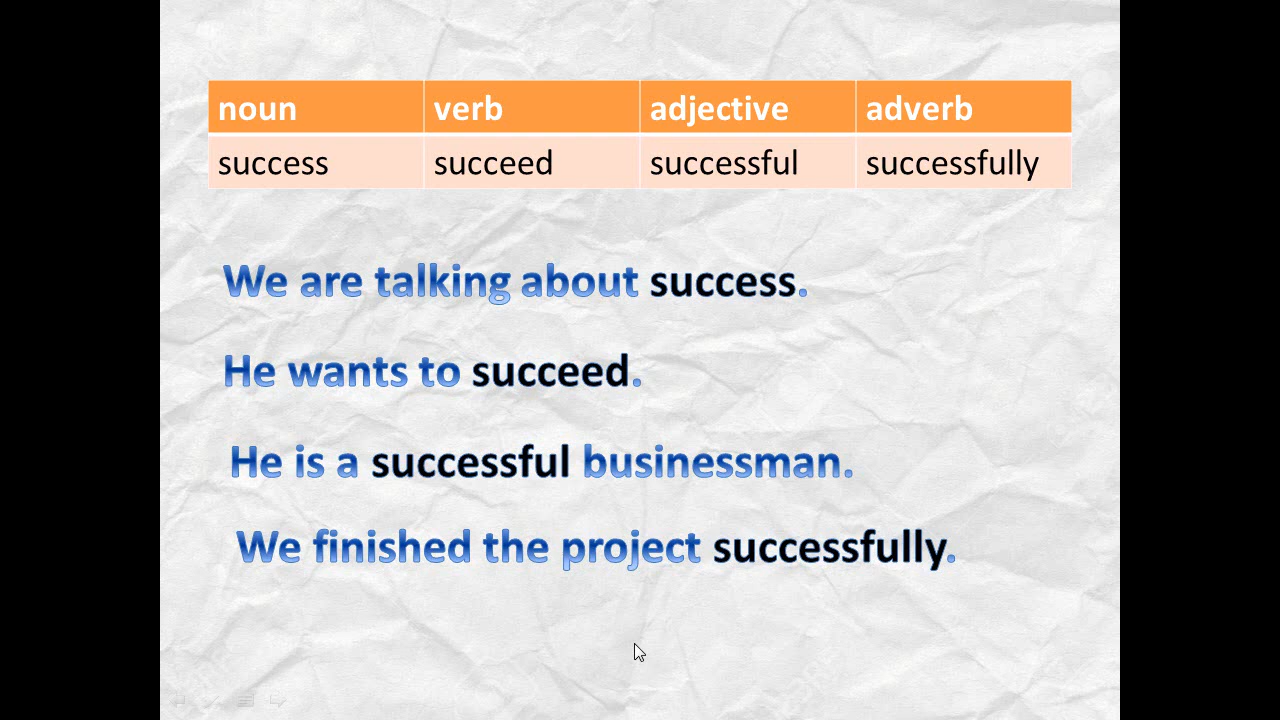 noun verb adjective adverb
success succeed successful successfully
We are talking about success.
He wants to succeed.
He is a successful businessman.
We finished the project successfully.